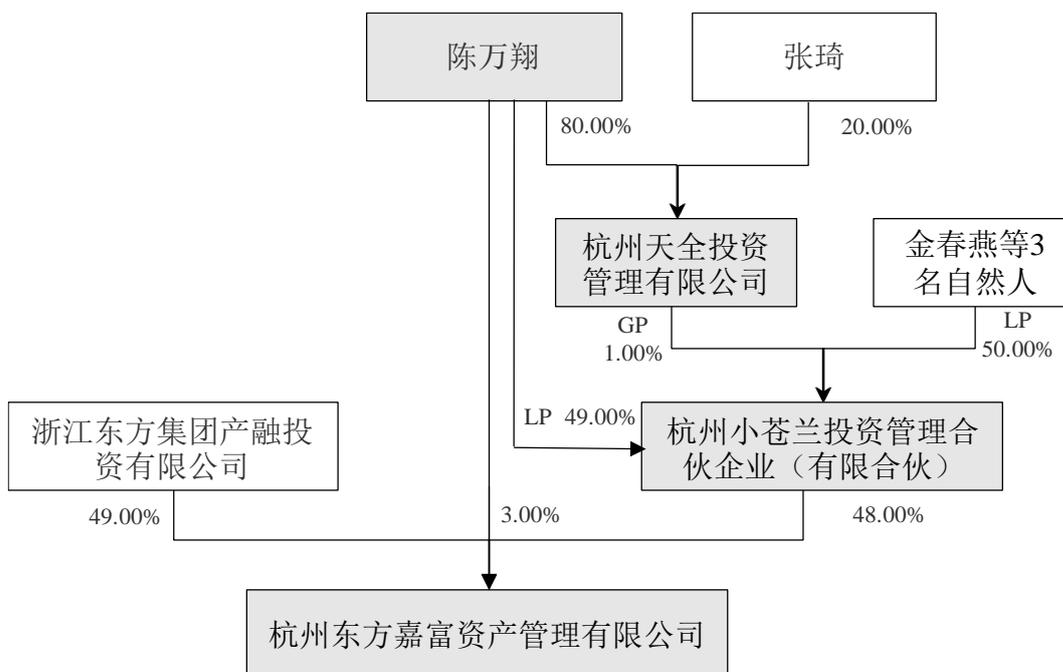 陈万翔
张琦
80.00%
20.00%
杭州天全投资
管理有限公司
金春燕等3
名自然人
GP
1.00%
LP
50.00%
浙江东方集团产融投
资有限公司
LP 49.00%
杭州小苍兰投资管理合
伙企业（有限合伙）
49.00%
3.00%
48.00%
杭州东方嘉富资产管理有限公司